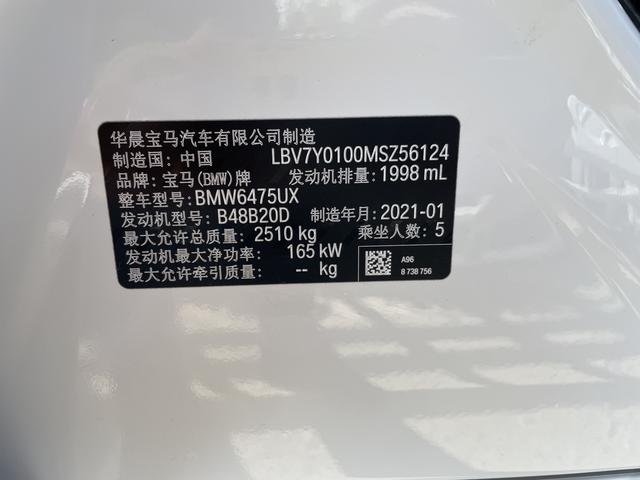 华晨宝马汽车有限公司制造
制造国: 中国 LBV7Y0100MSZ56124
品牌: 宝马(BMW)牌 发动机排量: 1998 mL
整车型号: BMW6475UX
发动机型号: B48B20D 制造年月: 2021-01
最大允许总质量: 2510 kg 乘坐人数: 5
发动机最大净功率: 165 kW
最大允许牵引质量: -- kg
A96
8 738 756